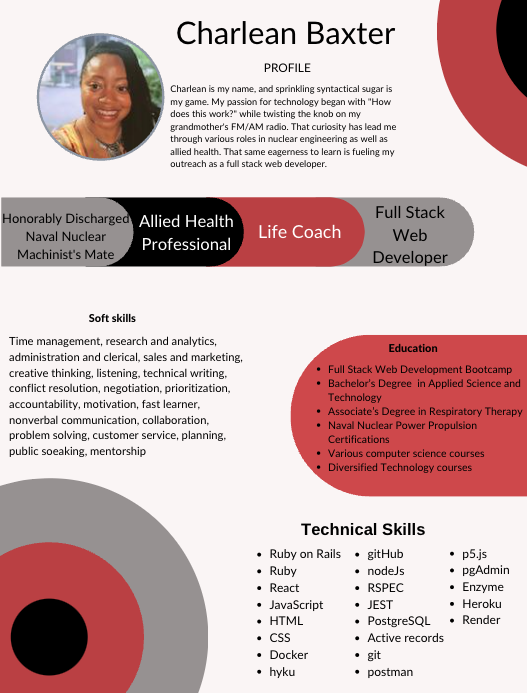 Charlean Baxter
PROFILE
Charlean is my name, and sprinkling syntactical sugar is
my game. My passion for technology began with "How
does this work?" while twisting the knob on my
grandmother's FM/AM radio. That curiosity has lead me
through various roles in nuclear engineering as well as
allied health. That same eagerness to learn is fueling my
outreach as a full stack web developer.
Honorably Discharged
Naval Nuclear
Machinist's Mate
Allied Health
Professional
Life Coach
Full Stack
Web
Developer
Soft skills
Time management, research and analytics,
administration and clerical, sales and marketing,
creative thinking, listening, technical writing,
conflict resolution, negotiation, prioritization,
accountability, motivation, fast learner,
nonverbal communication, collaboration,
problem solving, customer service, planning,
public soeaking, mentorship
Education
• Full Stack Web Development Bootcamp
• Bachelor's Degree in Applied Science and
Technology
• Associate's Degree in Respiratory Therapy
• Naval Nuclear Power Propulsion
Certifications
• Various computer science courses
• Diversified Technology courses
Technical Skills
• Ruby on Rails
• Ruby
• React
• JavaScript
• HTML
• CSS
• Docker
• hyku
• gitHub
• nodeJs
• RSPEC
• JEST
• PostgreSQL
• Active records
• git
• postman
• p5.js
• pgAdmin
• Enzyme
• Heroku
• Render